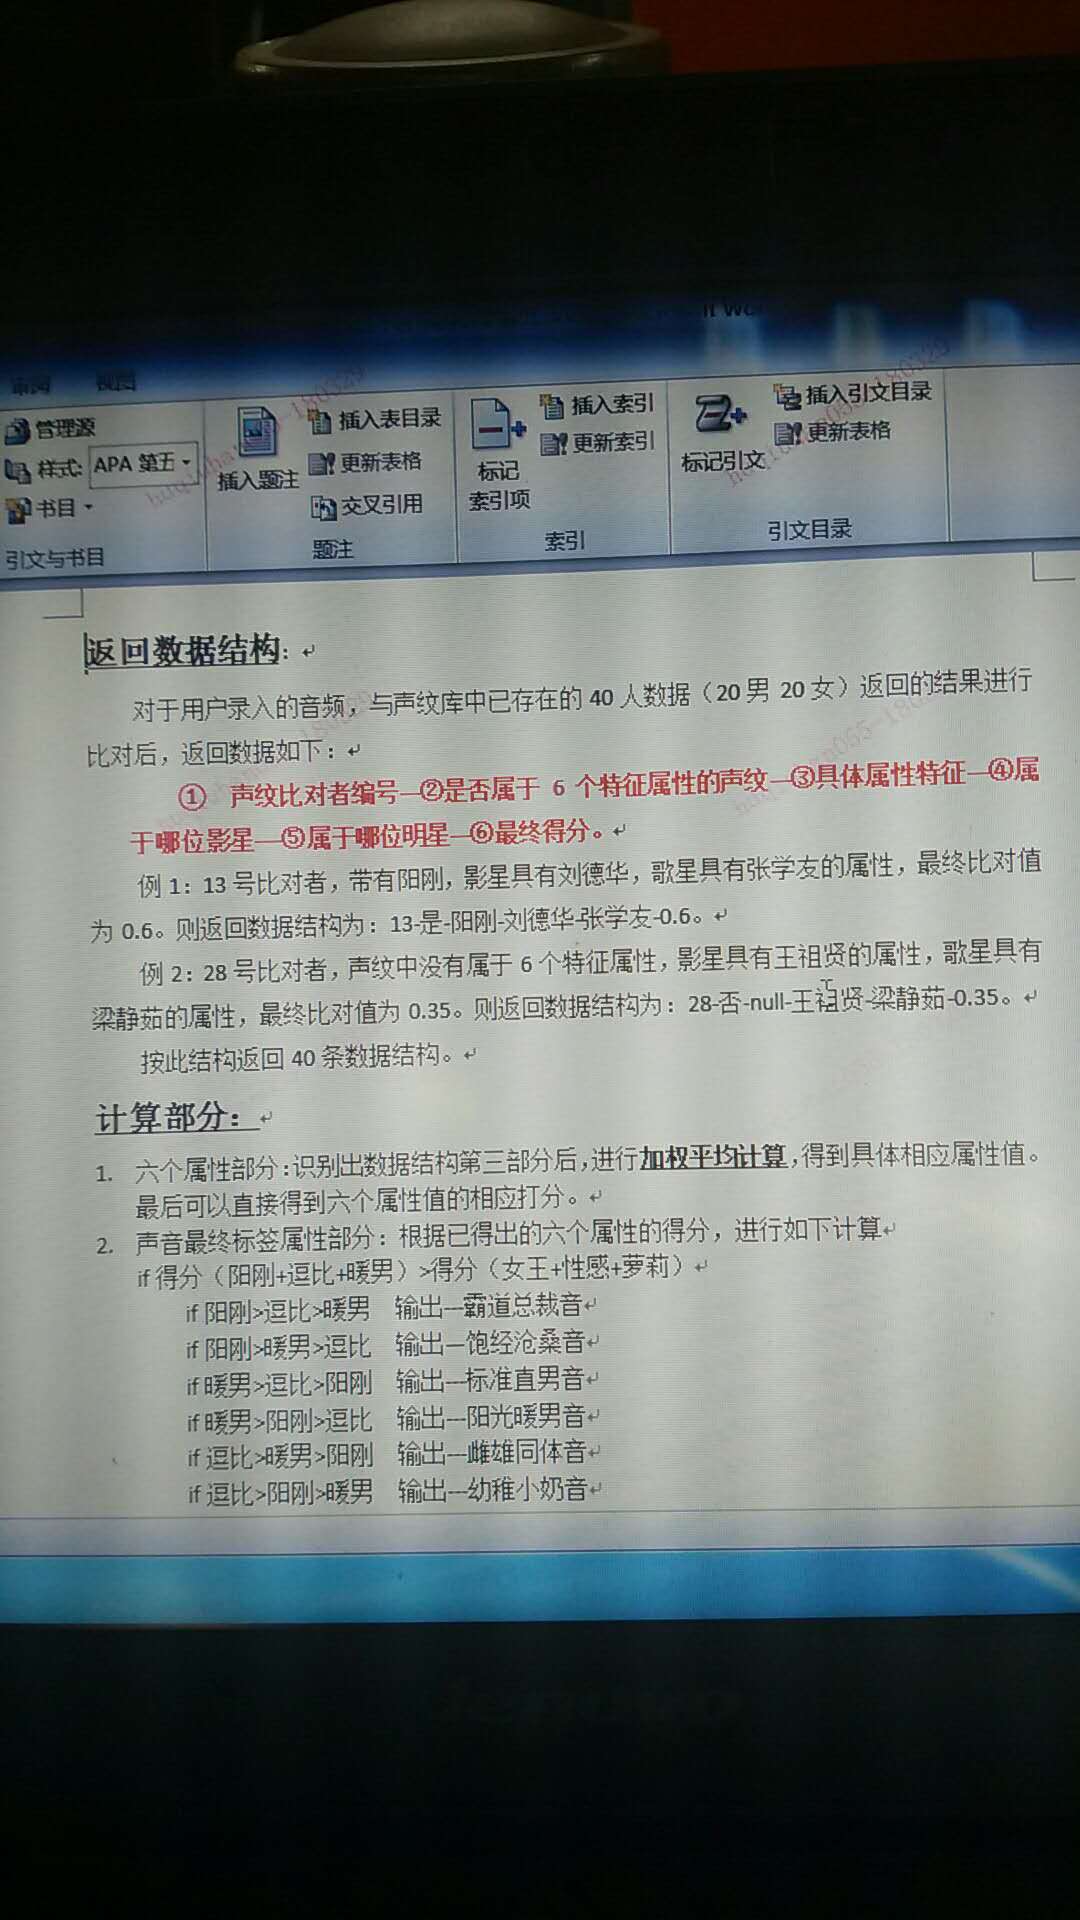 审阅 视图
管理源
样式: APA 第五
书目
引文与书目
插入题注
插入表目录
更新表格
交叉引用
题注
标记
索引项
插入索引
更新索引
索引
标记引文
插入引文目录
更新表格
引文目录
返回数据结构：
对于用户录入的音频，与声纹库中已存在的 40 人数据（20 男 20 女）返回的结果进行
比对后，返回数据如下：
① 声纹比对者编号—②是否属于 6 个特征属性的声纹—③具体属性特征—④属
于哪位影星—⑤属于哪位明星—⑥最终得分。
例 1：13 号比对者，带有阳刚，影星具有刘德华，歌星具有张学友的属性，最终比对值
为 0.6。则返回数据结构为：13-是-阳刚-刘德华-张学友-0.6。
例 2：28 号比对者，声纹中没有属于 6 个特征属性，影星具有王祖贤的属性，歌星具有
梁静茹的属性，最终比对值为 0.35。则返回数据结构为：28-否-null-王祖贤-梁静茹-0.35。
按此结构返回 40 条数据结构。
计算部分：
1. 六个属性部分：识别出数据结构第三部分后，进行加权平均计算，得到具体相应属性值。
最后可以直接得到六个属性值的相应打分。
2. 声音最终标签属性部分：根据已得出的六个属性的得分，进行如下计算
if 得分（阳刚+逗比+暖男）>得分（女王+性感+萝莉）
if 阳刚>逗比>暖男 输出---霸道总裁音
if 阳刚>暖男>逗比 输出—饱经沧桑音
if 暖男>逗比>阳刚 输出---标准直男音
if 暖男>阳刚>逗比 输出---阳光暖男音
if 逗比>暖男>阳刚 输出---雌雄同体音
if 逗比>阳刚>暖男 输出---幼稚小奶音